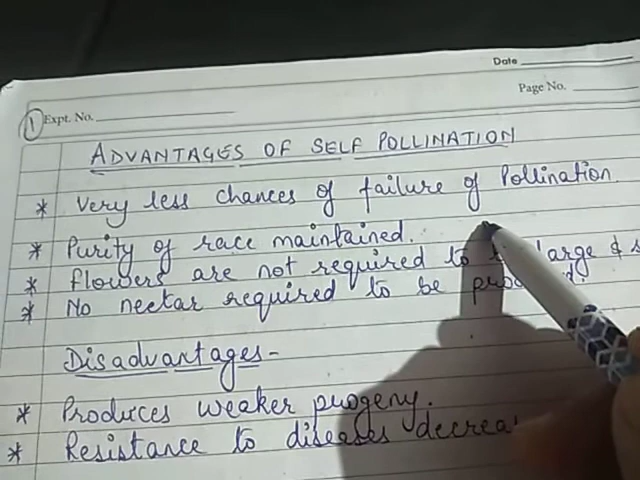 Date
Page No.
1 Expt. No.
ADVANTAGES OF SELF POLLINATION
* Very less chances of failure of Pollination
* Purity of race maintained.
* flowers are not required to large &
* No nectar required to be
Disadvantages-
* Produces weaker progeny.
* Resistance to diseases